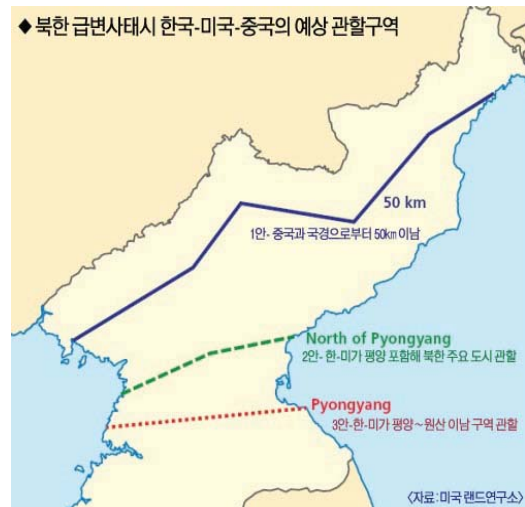 ◆ 북한 급변사태시 한국-미국-중국의 예상 관할구역
50 km
1안- 중국과 국경으로부터 50㎞ 이남
North of Pyongyang
2안- 한·미가 평양 포함해 북한 주요 도시 관할
Pyongyang
3안-한·미가 평양～원산 이남 구역 관할
〈자료:미국 랜드연구소〉